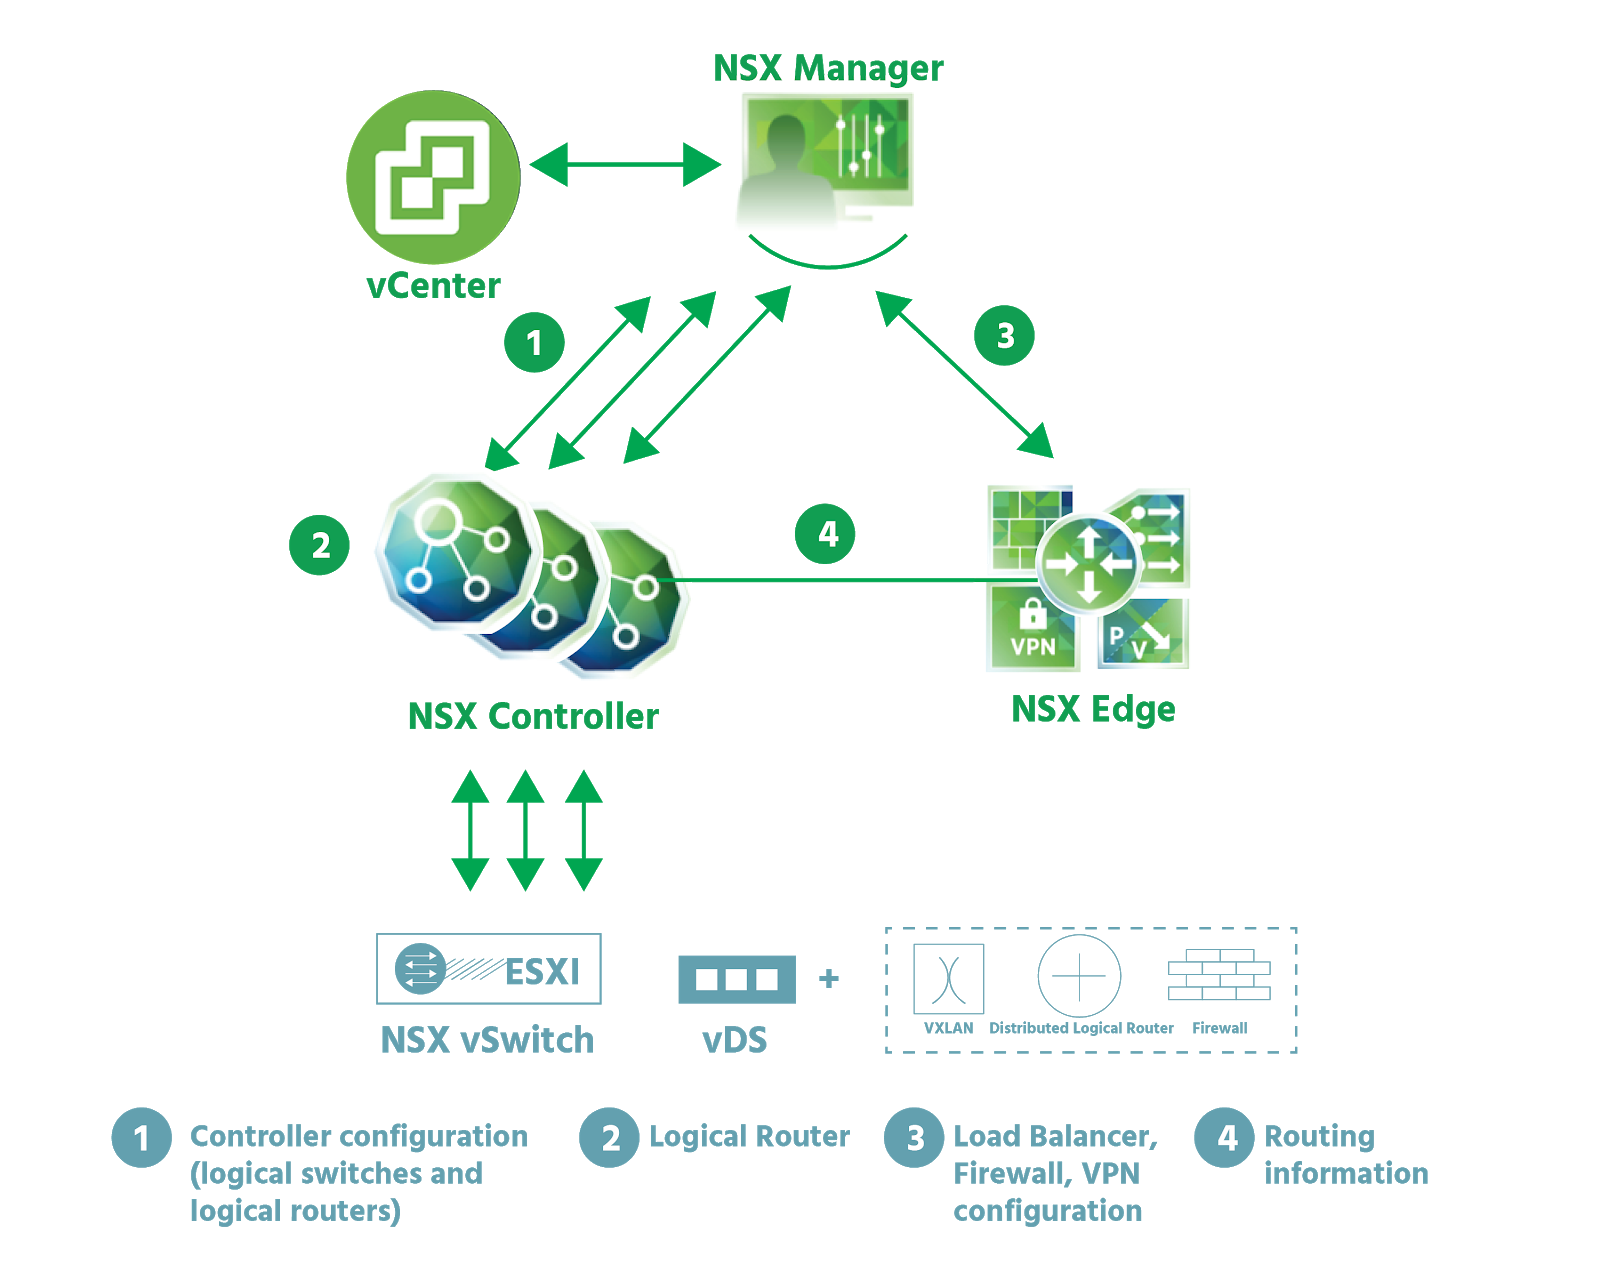 NSX Manager
vCenter
1
3
2
4
VPN
P
V
NSX Controller
NSX Edge
ESXI
NSX vSwitch
vDS
+
VXLAN
Distributed Logical Router
Firewall
1
Controller configuration
(logical switches and
logical routers)
2
Logical Router
3
Load Balancer,
Firewall, VPN
configuration
4
Routing
information